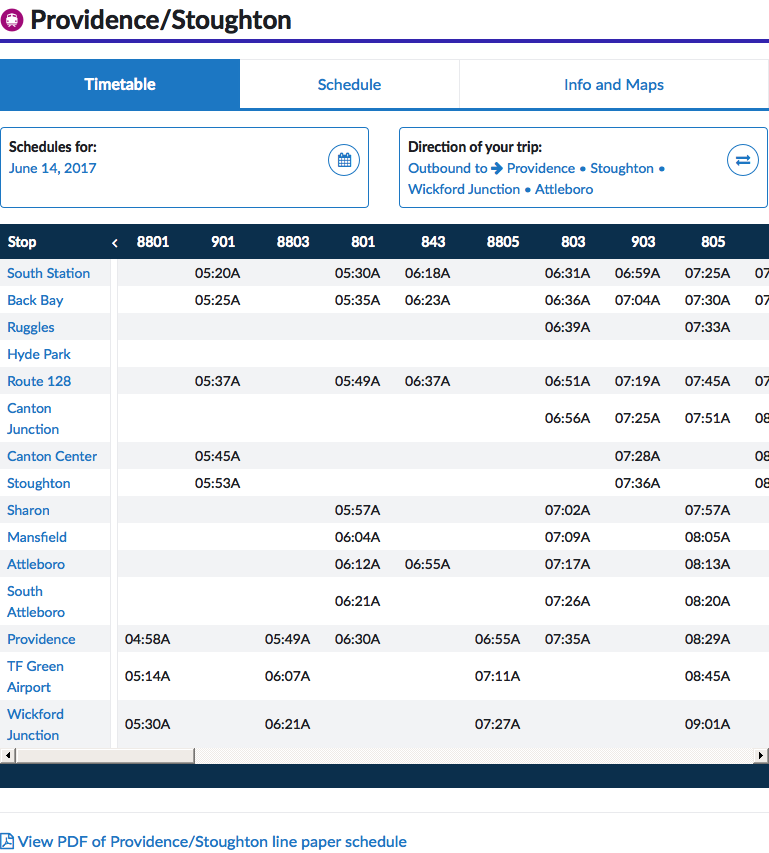 Providence/Stoughton
Timetable Schedule Info and Maps
Schedules for:
June 14, 2017
Direction of your trip:
Outbound to Providence • Stoughton •
Wickford Junction • Attleboro
Stop 8801 901 8803 801 843 8805 803 903 805
South Station 05:20A 05:30A 06:18A 06:31A 06:59A 07:25A 07
Back Bay 05:25A 05:35A 06:23A 06:36A 07:04A 07:30A 07
Ruggles 06:39A 07:33A
Hyde Park
Route 128 05:37A 05:49A 06:37A 06:51A 07:19A 07:45A 07
Canton
Junction 06:56A 07:25A 07:51A 08
Canton Center 05:45A 07:28A 08
Stoughton 05:53A 07:36A 08
Sharon 05:57A 07:02A 07:57A
Mansfield 06:04A 07:09A 08:05A
Attleboro 06:12A 06:55A 07:17A 08:13A
South
Attleboro 06:21A 07:26A 08:20A
Providence 04:58A 05:49A 06:30A 06:55A 07:35A 08:29A
TF Green
Airport 05:14A 06:07A 07:11A 08:45A
Wickford
Junction 05:30A 06:21A 07:27A 09:01A
View PDF of Providence/Stoughton line paper schedule